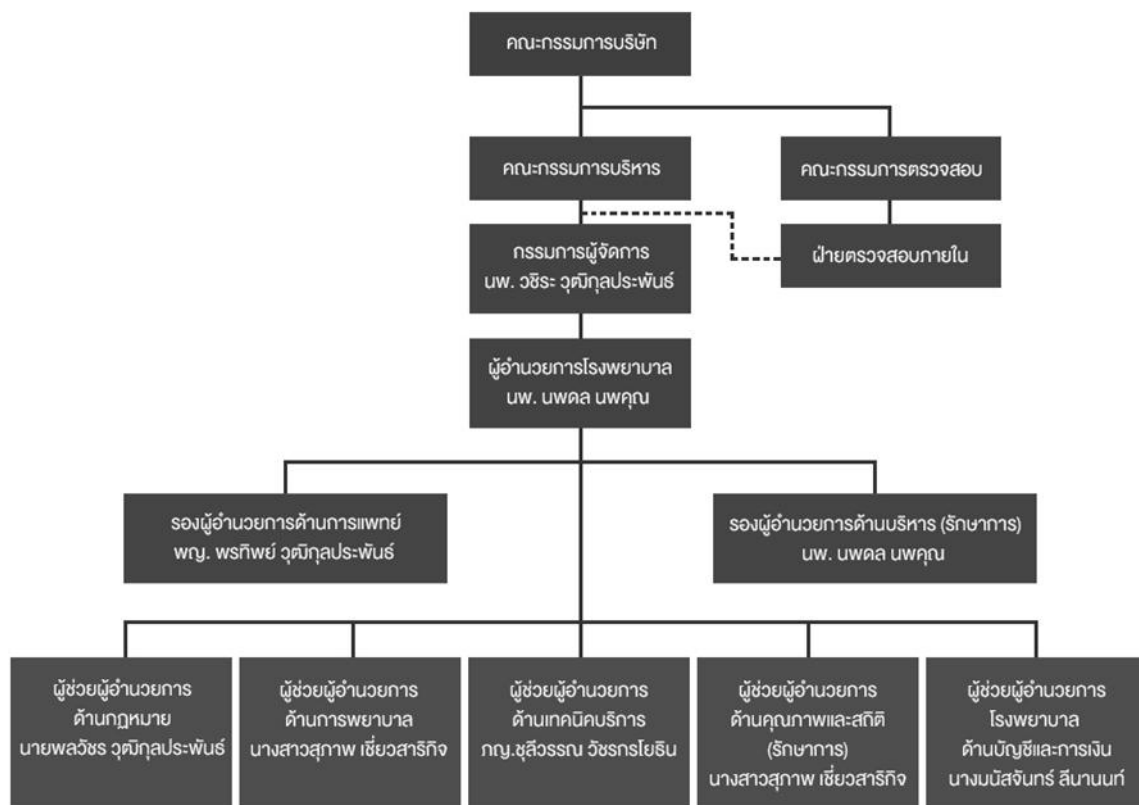 คณะกรรมการบริษัท
คณะกรรมการบริหาร
คณะกรรมการตรวจสอบ
กรรมการผู้จัดการ
นพ. วชิระ วุฒิกุลประพันธ์
ฝ่ายตรวจสอบภายใน
ผู้อำนวยการโรงพยาบาล
นพ. นพดล นพคุณ
รองผู้อำนวยการด้านการแพทย์
พญ. พรทิพย์ วุฒิกุลประพันธ์
รองผู้อำนวยการด้านบริหาร (รักษาการ)
นพ. นพดล นพคุณ
ผู้ช่วยผู้อำนวยการ
ด้านกฎหมาย
นายพลวัชร วุฒิกุลประพันธ์
ผู้ช่วยผู้อำนวยการ
ด้านการพยาบาล
นางสาวสุภาพ เชี่ยวสาริกิจ
ผู้ช่วยผู้อำนวยการ
ด้านเทคนิคบริการ
ภญ.ชุลีวรรณ วัชรกรโยธิน
ผู้ช่วยผู้อำนวยการ
ด้านคุณภาพและสถิติ
(รักษาการ)
นางสาวสุภาพ เชี่ยวสาริกิจ
ผู้ช่วยผู้อำนวยการ
โรงพยาบาล
ด้านบัญชีและการเงิน
นางมนัสจันทร์ ลีนานนท์